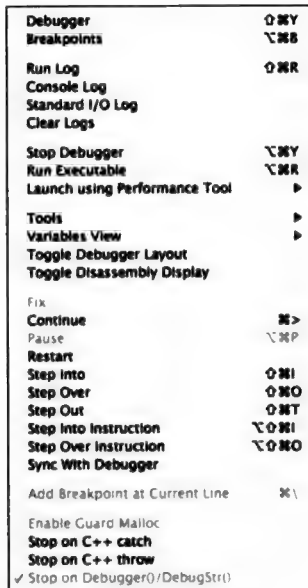 Debugger ⇧⌘Y
Breakpoints ⌥⌘B
Run Log ⇧⌘R
Console Log
Standard I/O Log
Clear Logs
Stop Debugger ⌥⌘Y
Run Executable ⌥⌘R
Launch using Performance Tool ▶
Tools ▶
Variables View ▶
Toggle Debugger Layout
Toggle Disassembly Display
Fix
Continue ⌘>
Pause ⌥⌘P
Restart
Step Into ⇧⌘I
Step Over ⇧⌘O
Step Out ⇧⌘T
Step Into Instruction ⌥⇧⌘I
Step Over Instruction ⌥⇧⌘O
Sync With Debugger
Add Breakpoint at Current Line ⌘\
Enable Guard Malloc
Stop on C++ catch
Stop on C++ throw
✓ Stop on Debugger()/DebugStr()